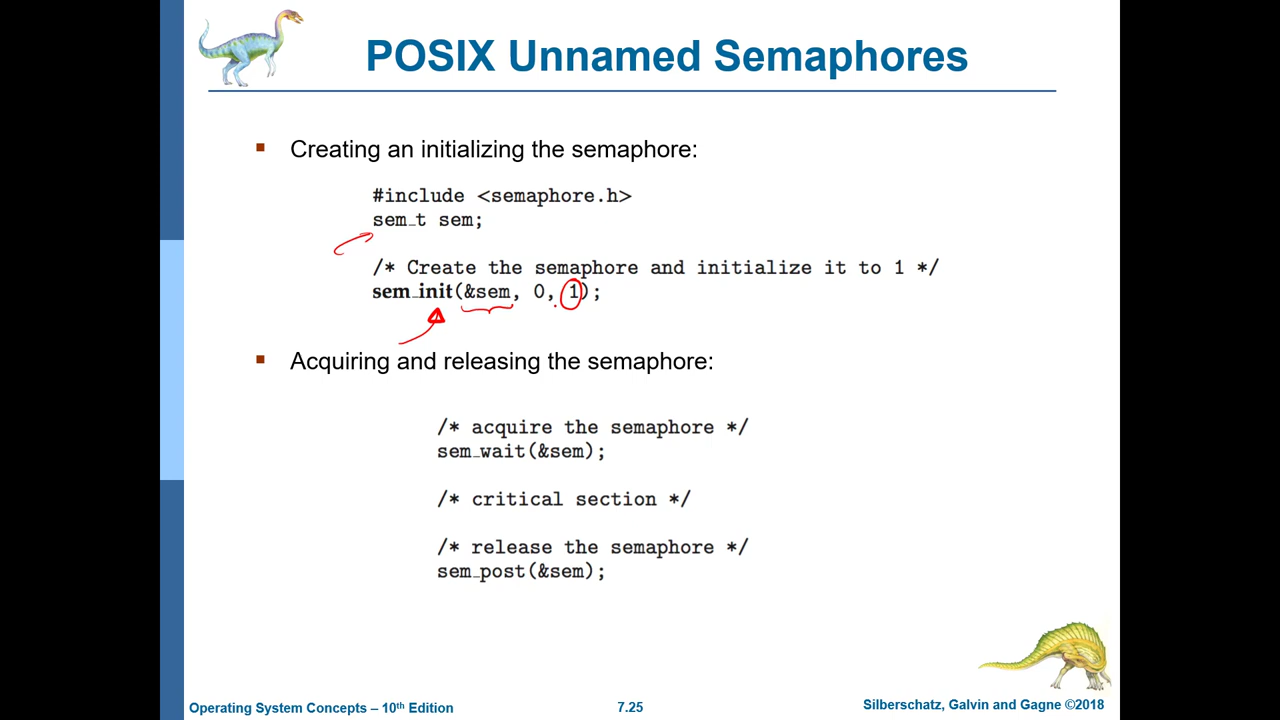 POSIX Unnamed Semaphores
▪ Creating an initializing the semaphore:
#include <semaphore.h>
sem_t sem;
/* Create the semaphore and initialize it to 1 */
sem_init(&sem, 0, 1);
▪ Acquiring and releasing the semaphore:
/* acquire the semaphore */
sem_wait(&sem);
/* critical section */
/* release the semaphore */
sem_post(&sem);
Operating System Concepts – 10th Edition
7.25
Silberschatz, Galvin and Gagne ©2018